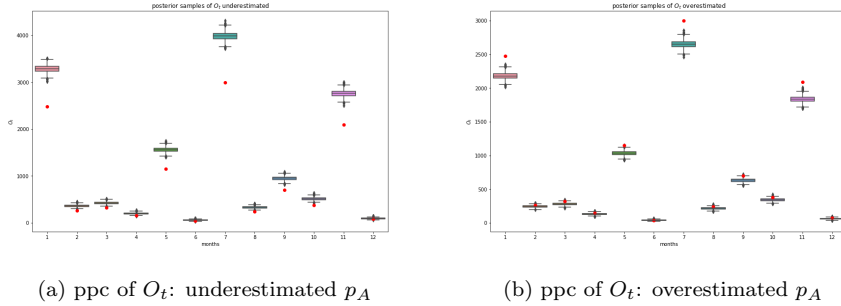 posterior samples of O_t underestimated
4000
3000
2000
1000
0
O_t
1 2 3 4 5 6 7 8 9 10 11 12
months
(a) ppc of O_t: underestimated p_A
posterior samples of O_t overestimated
3000
2500
2000
1500
1000
500
0
O_t
1 2 3 4 5 6 7 8 9 10 11 12
months
(b) ppc of O_t: overestimated p_A